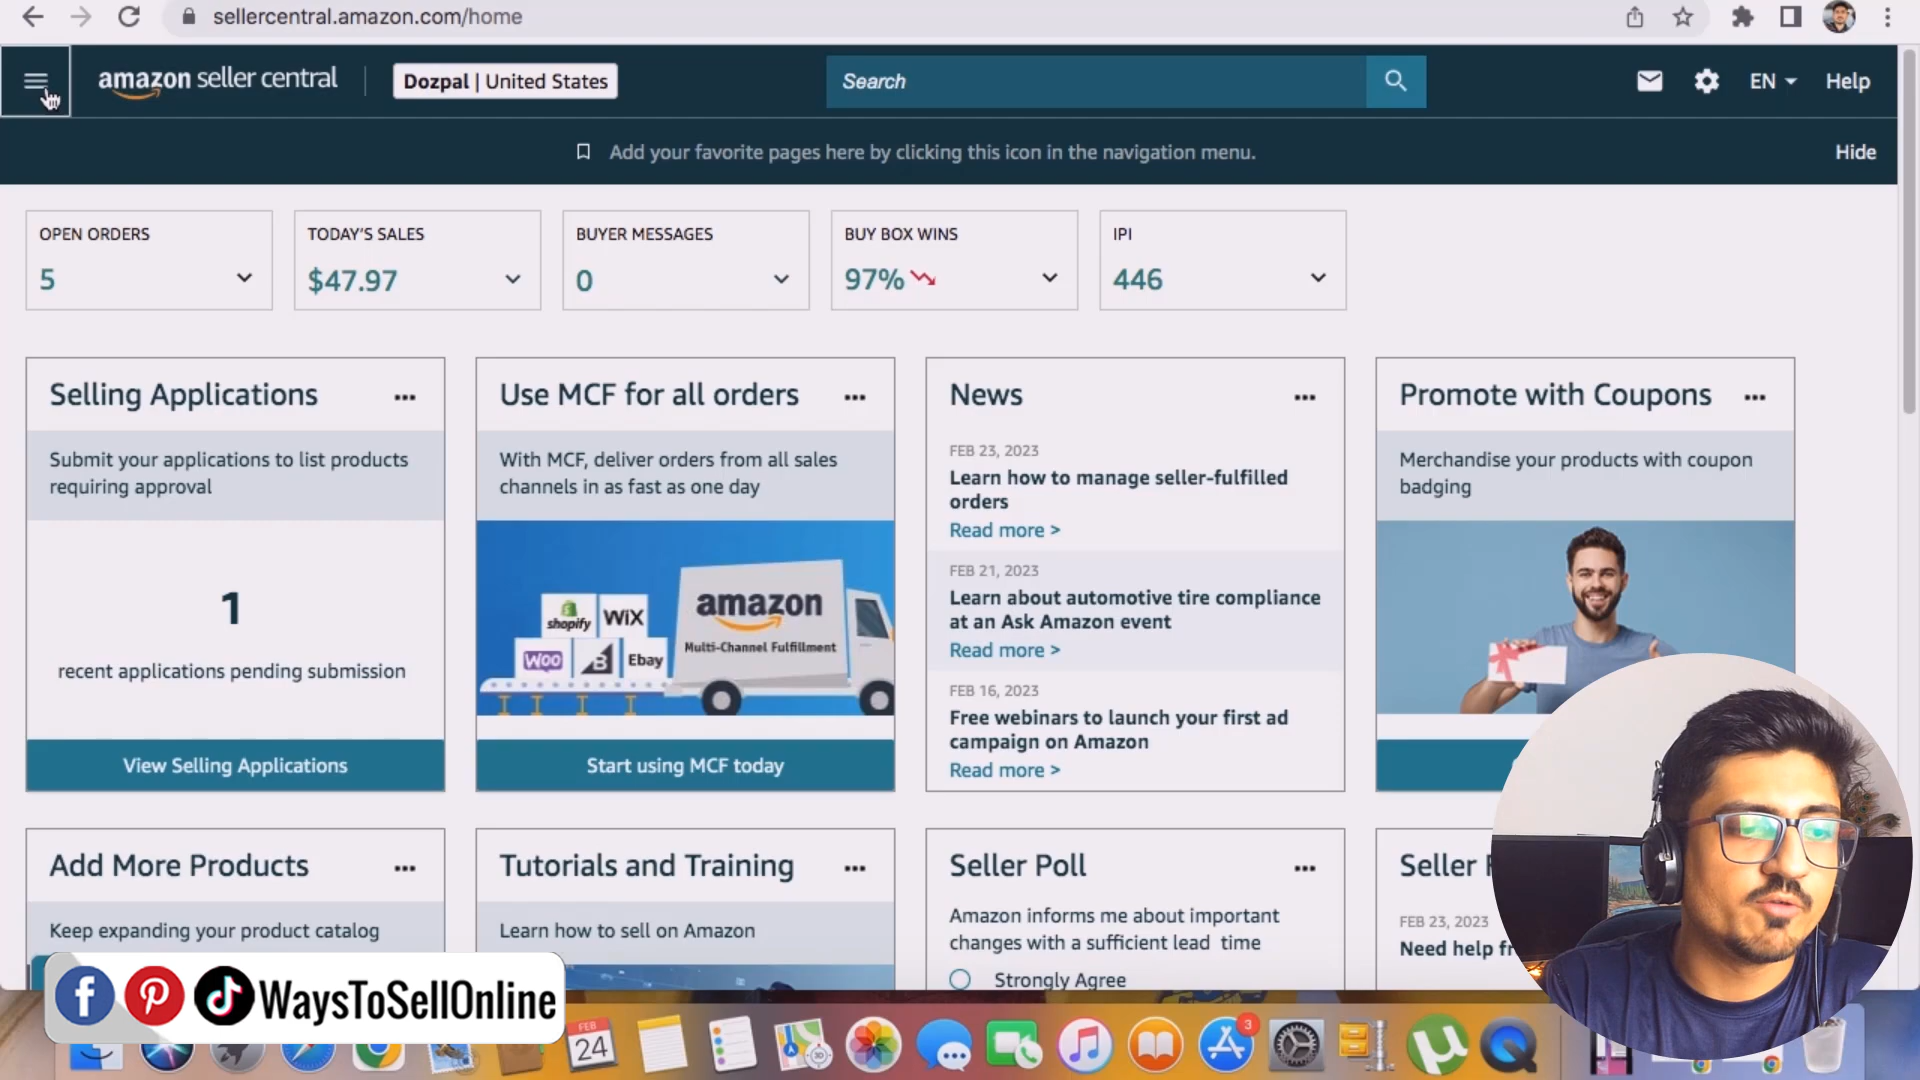 sellercentral.amazon.com/home
amazon seller central
Dozpal | United States
Search
EN
Help
Add your favorite pages here by clicking this icon in the navigation menu.
Hide
OPEN ORDERS
5
TODAY'S SALES
$47.97
BUYER MESSAGES
0
BUY BOX WINS
97%
IPI
446
Selling Applications
Submit your applications to list products
requiring approval
1
recent applications pending submission
View Selling Applications
Use MCF for all orders
With MCF, deliver orders from all sales
channels in as fast as one day
shopify
WiX
WOO
B
Ebay
amazon
Multi-Channel Fulfillment
Start using MCF today
News
FEB 23, 2023
Learn how to manage seller-fulfilled
orders
Read more >
FEB 21, 2023
Learn about automotive tire compliance
at an Ask Amazon event
Read more >
FEB 16, 2023
Free webinars to launch your first ad
campaign on Amazon
Read more >
Promote with Coupons
Merchandise your products with coupon
badging
Add More Products
Keep expanding your product catalog
Tutorials and Training
Learn how to sell on Amazon
Seller Poll
Amazon informs me about important
changes with a sufficient lead time
Strongly Agree
Seller
FEB 23, 2023
Need help
WaysToSellOnline
FEB
24
3D
3